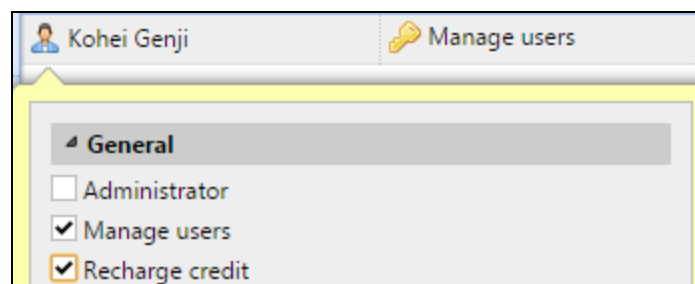 Kohei Genji Manage users
General
Administrator
Manage users
Recharge credit